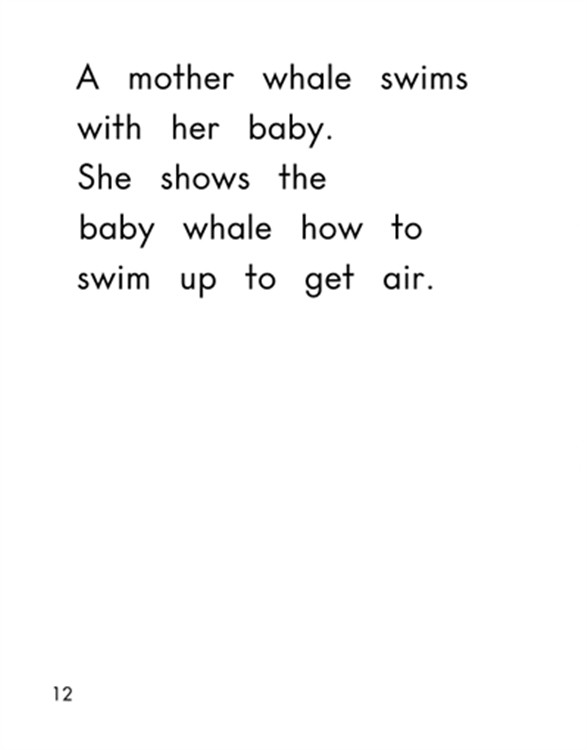 A mother whale swims
with her baby.
She shows the
baby whale how to
swim up to get air.
12